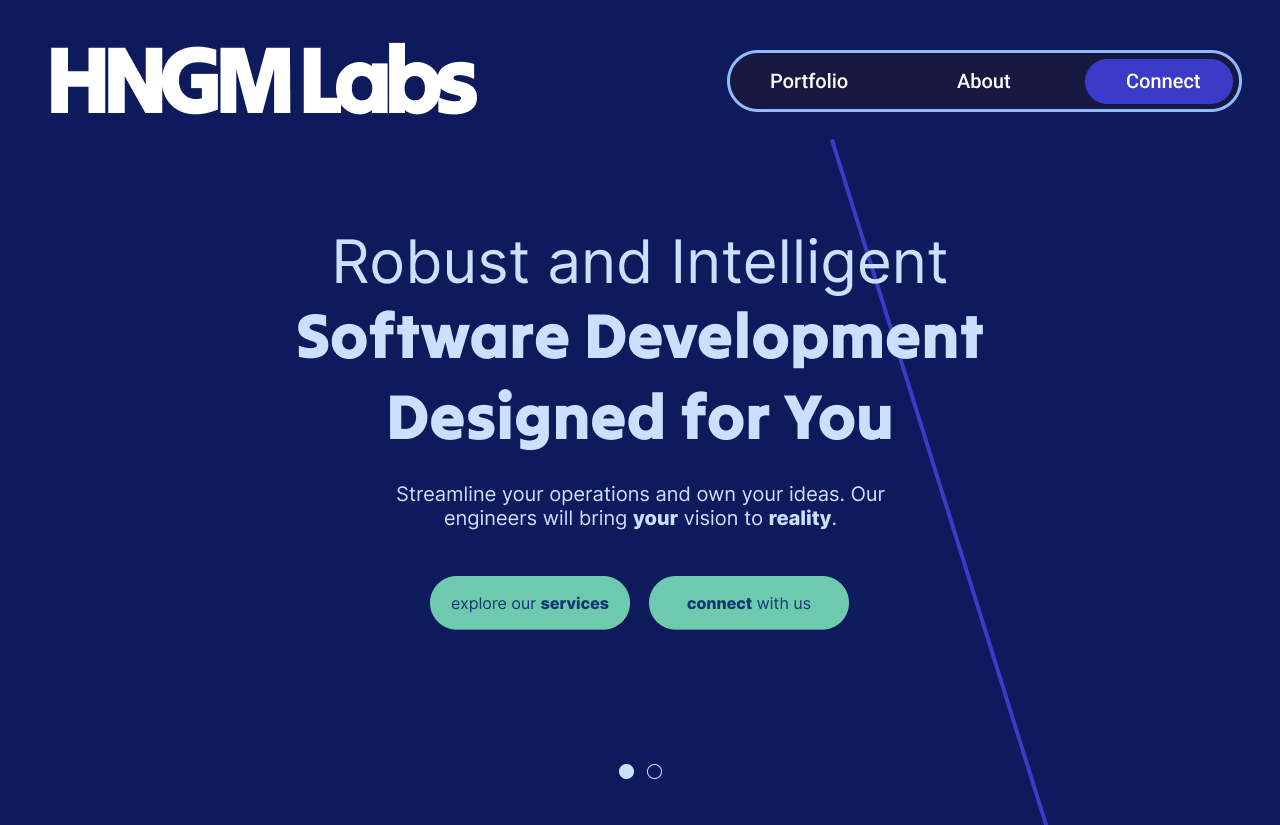 HNGM Labs
Portfolio About Connect
Robust and Intelligent
Software Development
Designed for You
Streamline your operations and own your ideas. Our
engineers will bring your vision to reality.
explore our services
connect with us